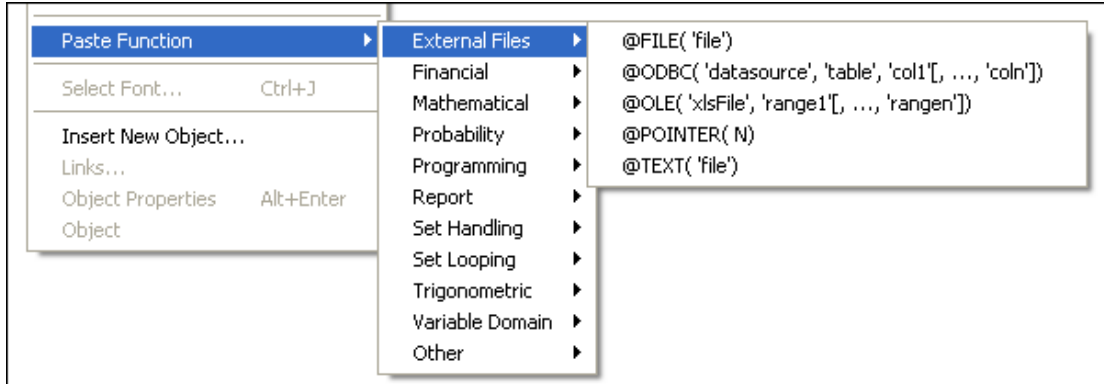 Paste Function
Select Font... Ctrl+J
Insert New Object...
Links...
Object Properties Alt+Enter
Object
External Files
Financial
Mathematical
Probability
Programming
Report
Set Handling
Set Looping
Trigonometric
Variable Domain
Other
@FILE( 'file')
@ODBC( 'datasource', 'table', 'col1'[, ..., 'coln'])
@OLE( 'xlsFile', 'range1'[, ..., 'rangen'])
@POINTER( N)
@TEXT( 'file')